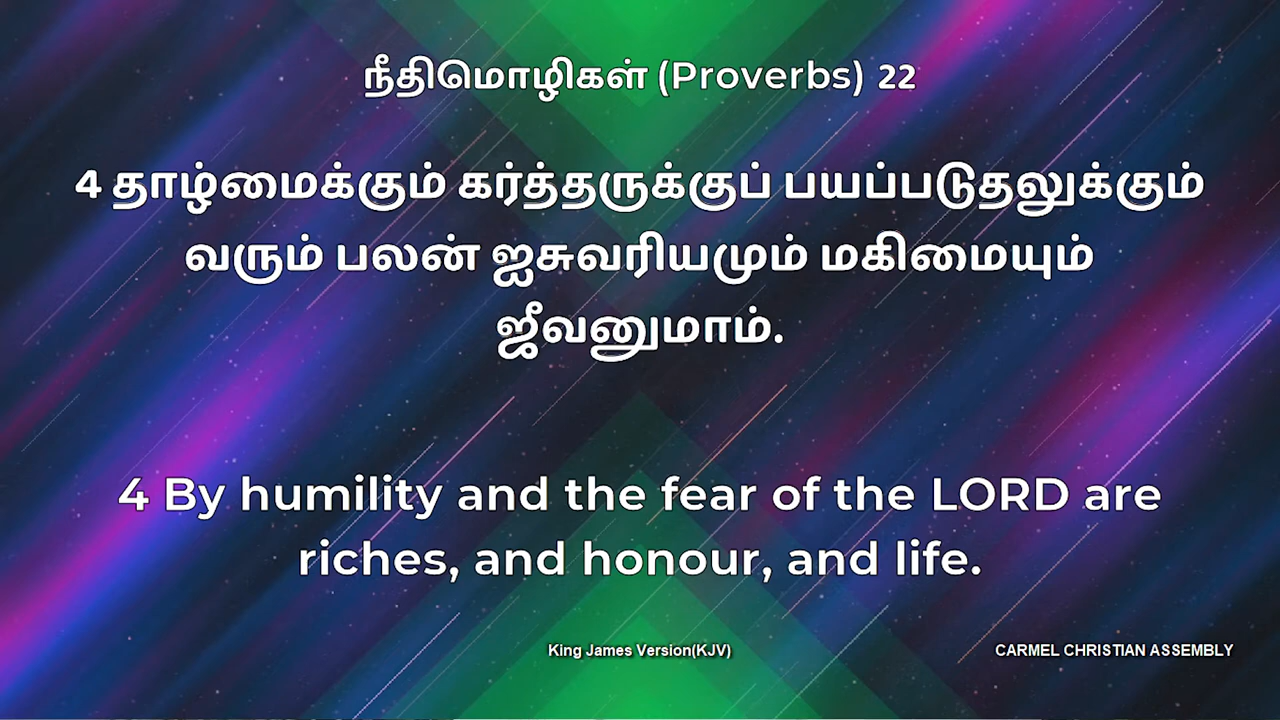 நீதிமொழிகள் (Proverbs) 22
4 தாழ்மைக்கும் கர்த்தருக்குப் பயப்படுதலுக்கும்
வரும் பலன் ஐசுவரியமும் மகிமையும்
ஜீவனுமாம்.
4 By humility and the fear of the LORD are
riches, and honour, and life.
King James Version(KJV)
CARMEL CHRISTIAN ASSEMBLY